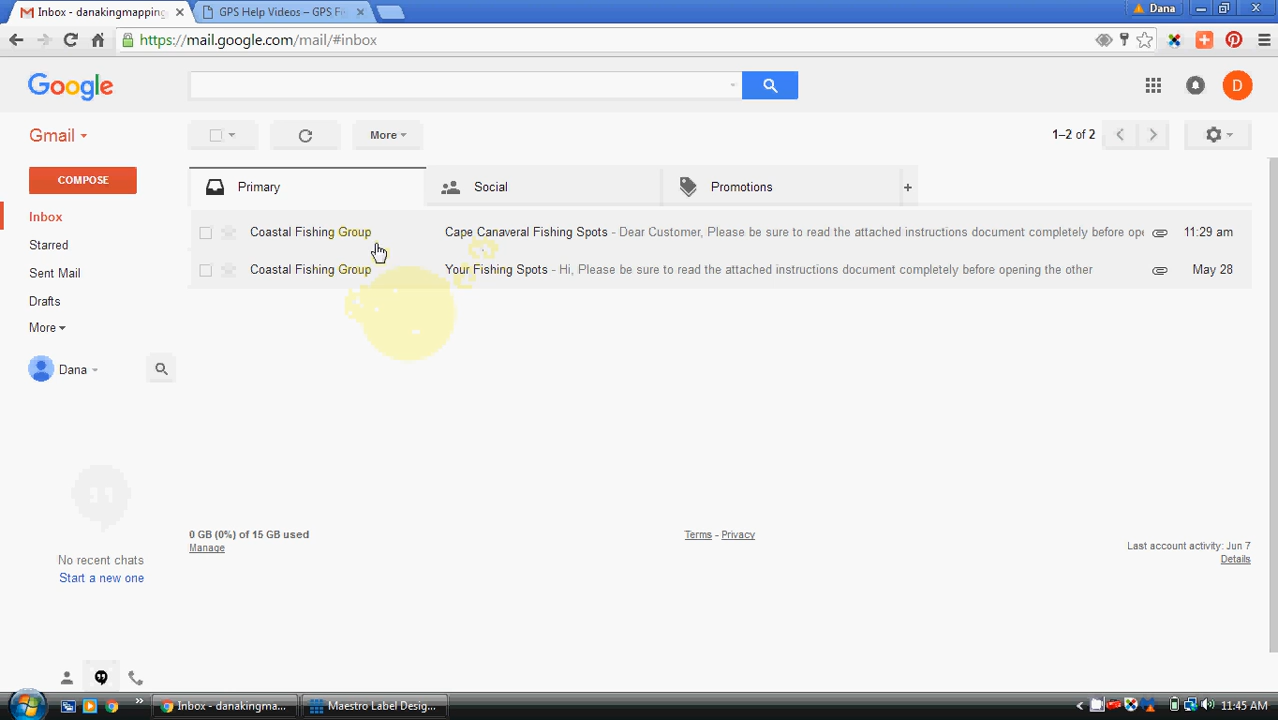 Inbox - danakingmapping
GPS Help Videos – GPS Fi
Dana
https://mail.google.com/mail/#inbox
Google
D
Gmail
More
1–2 of 2
COMPOSE
Primary
Social
Promotions
+
Inbox
Starred
Sent Mail
Drafts
More
Coastal Fishing Group
Cape Canaveral Fishing Spots - Dear Customer, Please be sure to read the attached instructions document completely before ope
11:29 am
Coastal Fishing Group
Your Fishing Spots - Hi, Please be sure to read the attached instructions document completely before opening the other
May 28
Dana
No recent chats
Start a new one
0 GB (0%) of 15 GB used
Manage
Terms - Privacy
Last account activity: Jun 7
Details
Inbox - danakingma...
Maestro Label Desig...
11:45 AM